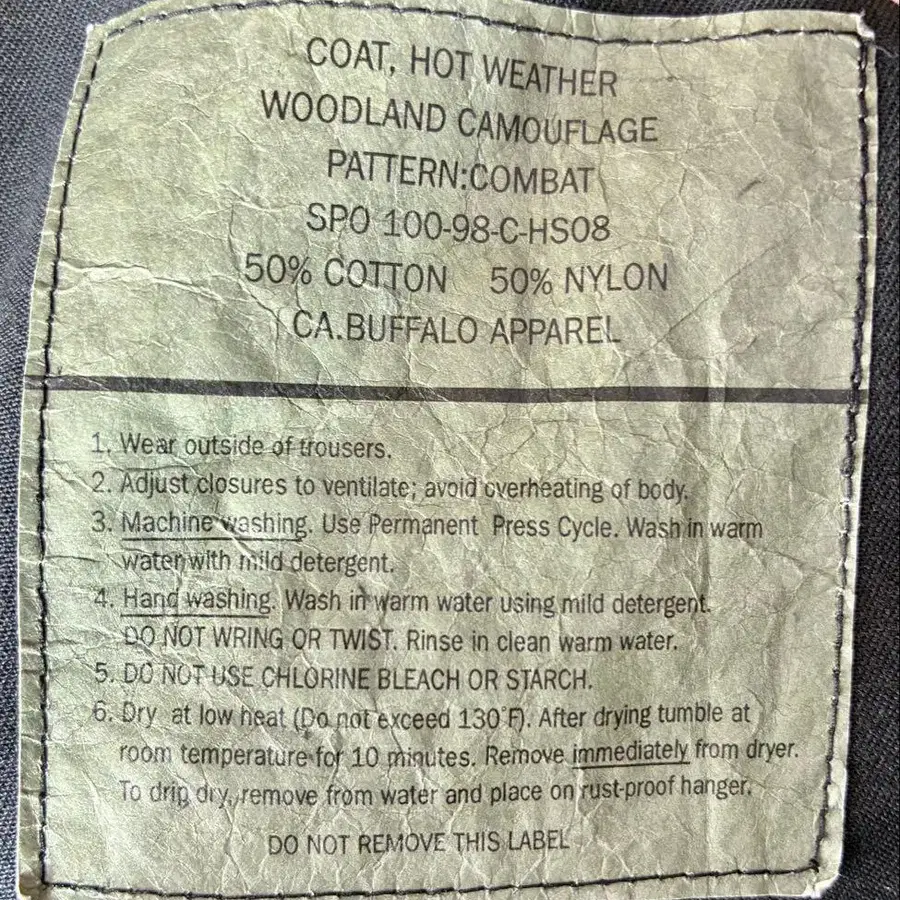 COAT, HOT WEATHER
WOODLAND CAMOUFLAGE
PATTERN:COMBAT
SPO 100-98-C-HS08
50% COTTON 50% NYLON
CA.BUFFALO APPAREL
1. Wear outside of trousers.
2. Adjust closures to ventilate; avoid overheating of body.
3. Machine washing. Use Permanent Press Cycle. Wash in warm
water with mild detergent.
4. Hand washing. Wash in warm water using mild detergent.
DO NOT WRING OR TWIST. Rinse in clean warm water.
5. DO NOT USE CHLORINE BLEACH OR STARCH.
6. Dry at low heat (Do not exceed 130°F). After drying tumble at
room temperature for 10 minutes. Remove immediately from dryer.
To drip dry, remove from water and place on rust-proof hanger.
DO NOT REMOVE THIS LABEL